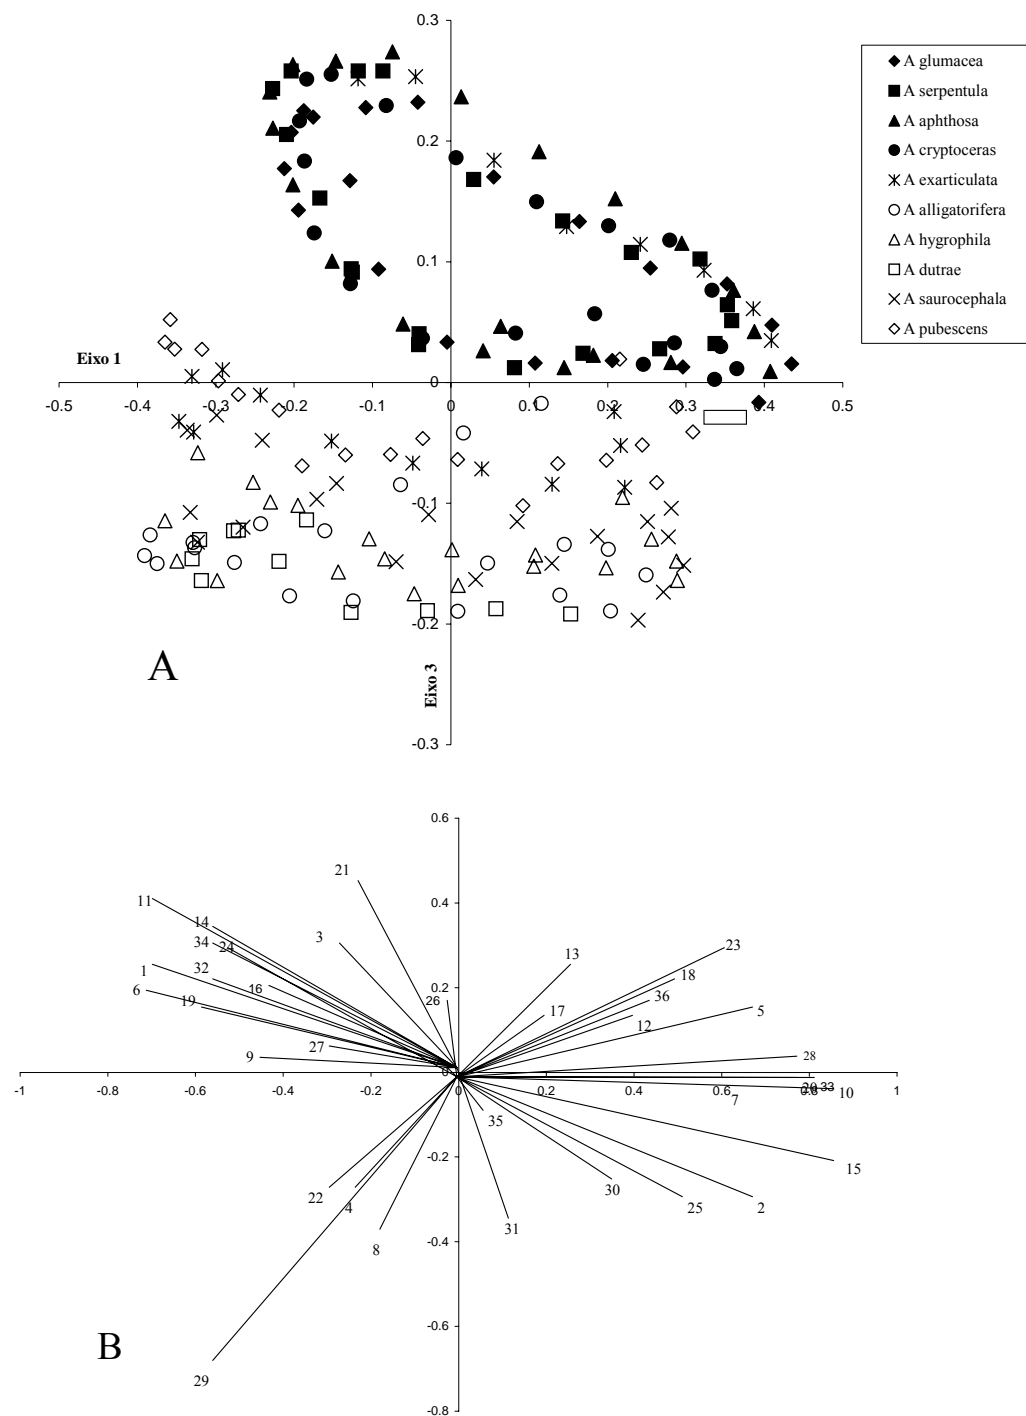 0.3
A glumacea
A serpentula
A aphthosa
A cryptoceras
A exarticulata
A alligatorifera
A hygrophila
A dutrae
A saurocephala
A pubescens
0.2
0.1
Eixo 1
0
-0.5 -0.4 -0.3 -0.2 -0.1 0 0.1 0.2 0.3 0.4 0.5
-0.1
-0.2
A
Eixo 3
-0.3
0.6
21
11
0.4
14
34 24 3
23
13
1 32
18
6 19 16
0.2
26
36
17
5
12
27
9
28
0
-1 -0.8 -0.6 -0.4 -0.2 0 0.2 0.4 0.6 0.8 1
20 33
7
10
35
-0.2
15
22
30
4
25 2
31
-0.4
8
-0.6
B
29
-0.8